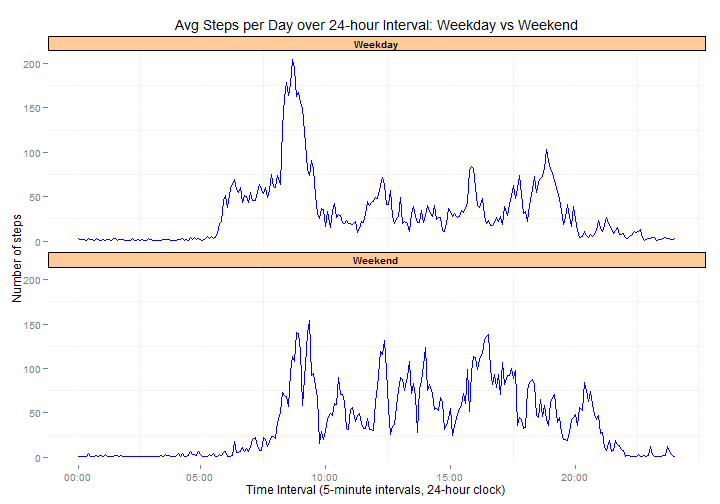 Avg Steps per Day over 24-hour Interval: Weekday vs Weekend
Weekday
200
150
100
50
0
Number of steps
Weekend
200
150
100
50
0
00:00 05:00 10:00 15:00 20:00
Time Interval (5-minute intervals, 24-hour clock)